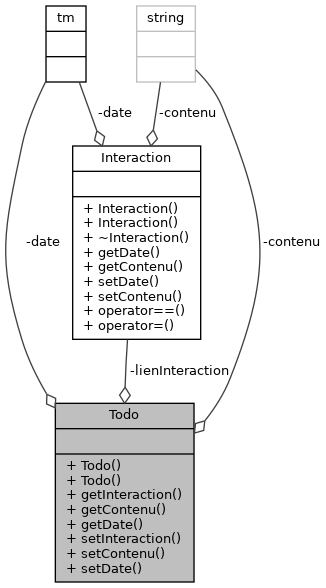 tm
string
-date
-contenu
Interaction
+ Interaction()
+ Interaction()
+ ~Interaction()
+ getDate()
+ getContenu()
+ setDate()
+ setContenu()
+ operator==()
+ operator=()
-date
-contenu
-lienInteraction
Todo
+ Todo()
+ Todo()
+ getInteraction()
+ getContenu()
+ getDate()
+ setInteraction()
+ setContenu()
+ setDate()